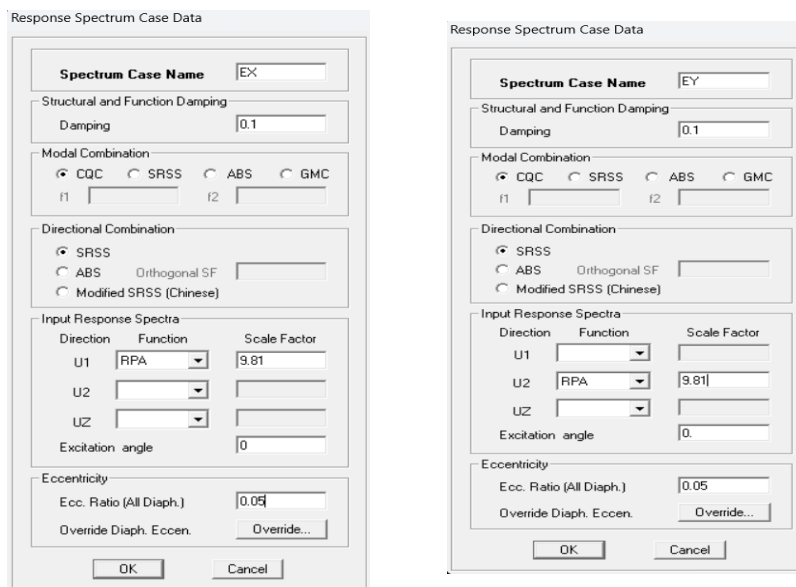 Response Spectrum Case Data
Spectrum Case Name EX
Structural and Function Damping
Damping 0.1
Modal Combination
CQC SRSS ABS GMC
f1 f2
Directional Combination
SRSS
ABS Orthogonal SF
Modified SRSS (Chinese)
Input Response Spectra
Direction Function Scale Factor
U1 RPA 9.81
U2
UZ
Excitation angle 0
Eccentricity
Ecc. Ratio (All Diaph.) 0.05
Override Diaph. Eccen. Override...
OK Cancel
Response Spectrum Case Data
Spectrum Case Name EY
Structural and Function Damping
Damping 0.1
Modal Combination
CQC SRSS ABS GMC
f1 f2
Directional Combination
SRSS
ABS Orthogonal SF
Modified SRSS (Chinese)
Input Response Spectra
Direction Function Scale Factor
U1
U2 RPA 9.81
UZ
Excitation angle 0.
Eccentricity
Ecc. Ratio (All Diaph.) 0.05
Override Diaph. Eccen. Override...
OK Cancel